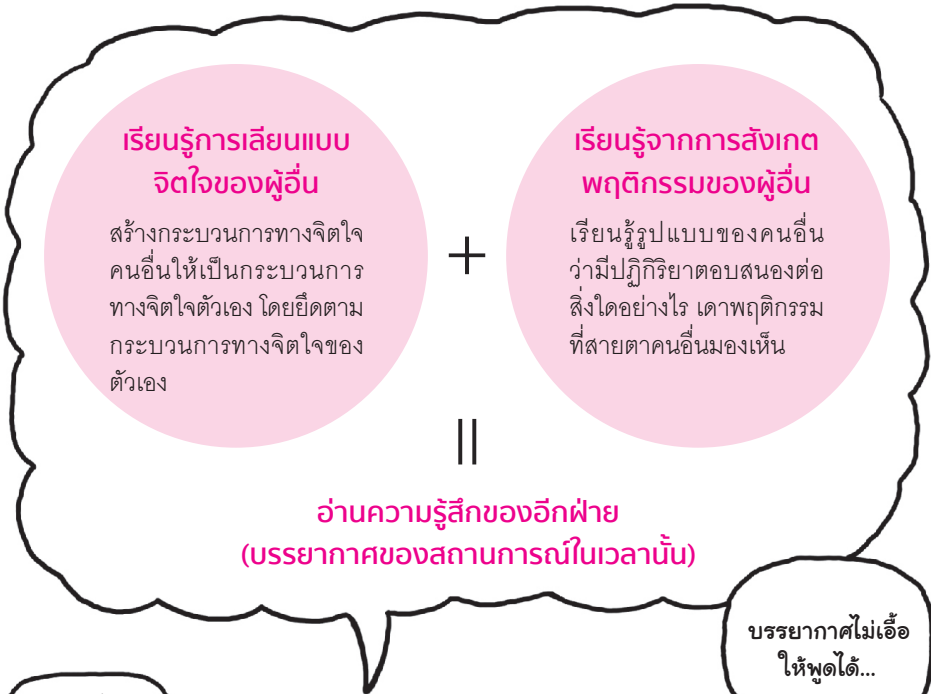 เรียนรู้การเลียนแบบ
จิตใจของผู้อื่น
สร้างกระบวนการทางจิตใจ
คนอื่นให้เป็นกระบวนการ
ทางจิตใจตัวเอง โดยยึดตาม
กระบวนการทางจิตใจของ
ตัวเอง
+
เรียนรู้จากการสังเกต
พฤติกรรมของผู้อื่น
เรียนรู้รูปแบบของคนอื่น
ว่ามีปฏิกิริยาตอบสนองต่อ
สิ่งใดอย่างไร เดาพฤติกรรม
ที่สายตาคนอื่นมองเห็น
=
อ่านความรู้สึกของอีกฝ่าย
(บรรยากาศของสถานการณ์ในเวลานั้น)
บรรยากาศไม่เอื้อ
ให้พูดได้...